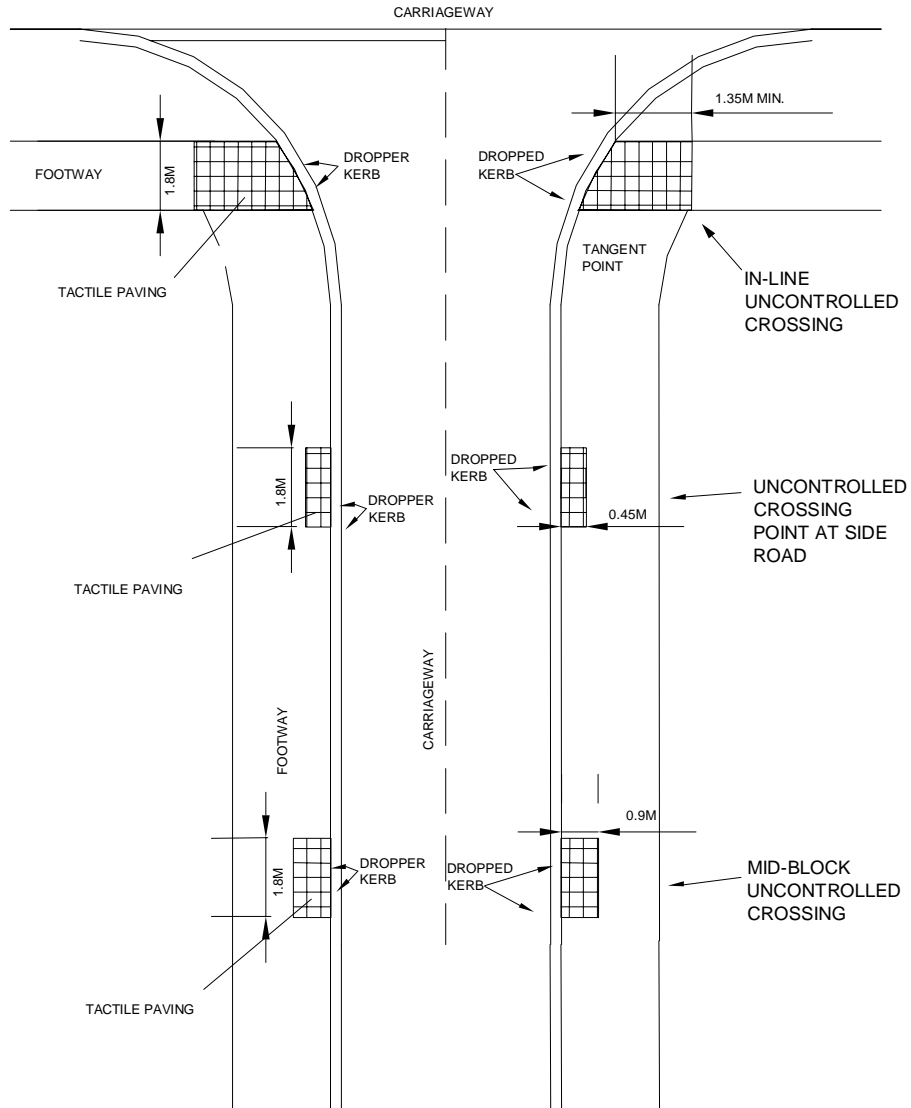 CARRIAGEWAY
1.35M MIN.
DROPPER
KERB
DROPPED
KERB
FOOTWAY
1.8M
TANGENT
POINT
IN-LINE
UNCONTROLLED
CROSSING
TACTILE PAVING
DROPPED
KERB
UNCONTROLLED
CROSSING
POINT AT SIDE
ROAD
1.8M
DROPPER
KERB
0.45M
TACTILE PAVING
CARRIAGEWAY
FOOTWAY
0.9M
DROPPER
KERB
DROPPED
KERB
MID-BLOCK
UNCONTROLLED
CROSSING
1.8M
TACTILE PAVING